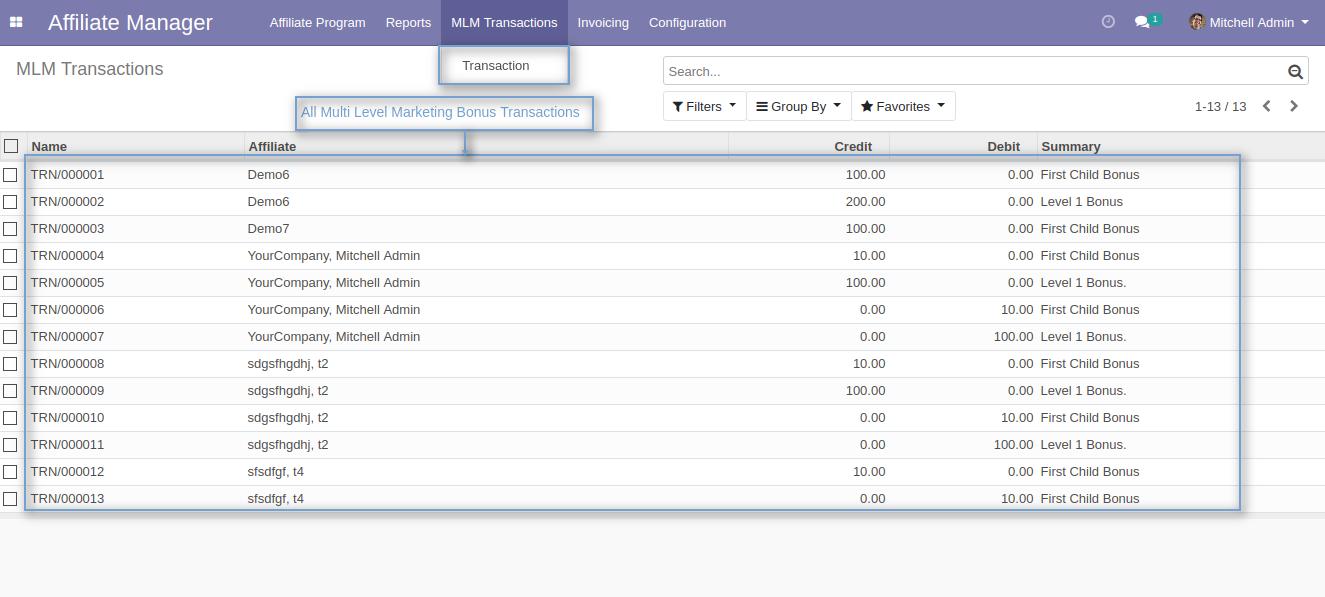 Affiliate Manager Affiliate Program Reports MLM Transactions Invoicing Configuration 1 Mitchell Admin
MLM Transactions
Transaction
Search...
All Multi Level Marketing Bonus Transactions
Filters Group By Favorites 1-13 / 13
Name Affiliate Credit Debit Summary
TRN/000001 Demo6 100.00 0.00 First Child Bonus
TRN/000002 Demo6 200.00 0.00 Level 1 Bonus
TRN/000003 Demo7 100.00 0.00 First Child Bonus
TRN/000004 YourCompany, Mitchell Admin 10.00 0.00 First Child Bonus
TRN/000005 YourCompany, Mitchell Admin 100.00 0.00 Level 1 Bonus.
TRN/000006 YourCompany, Mitchell Admin 0.00 10.00 First Child Bonus
TRN/000007 YourCompany, Mitchell Admin 0.00 100.00 Level 1 Bonus.
TRN/000008 sdgsfhgdhj, t2 10.00 0.00 First Child Bonus
TRN/000009 sdgsfhgdhj, t2 100.00 0.00 Level 1 Bonus.
TRN/000010 sdgsfhgdhj, t2 0.00 10.00 First Child Bonus
TRN/000011 sdgsfhgdhj, t2 0.00 100.00 Level 1 Bonus.
TRN/000012 sfsdfgf, t4 10.00 0.00 First Child Bonus
TRN/000013 sfsdfgf, t4 0.00 10.00 First Child Bonus